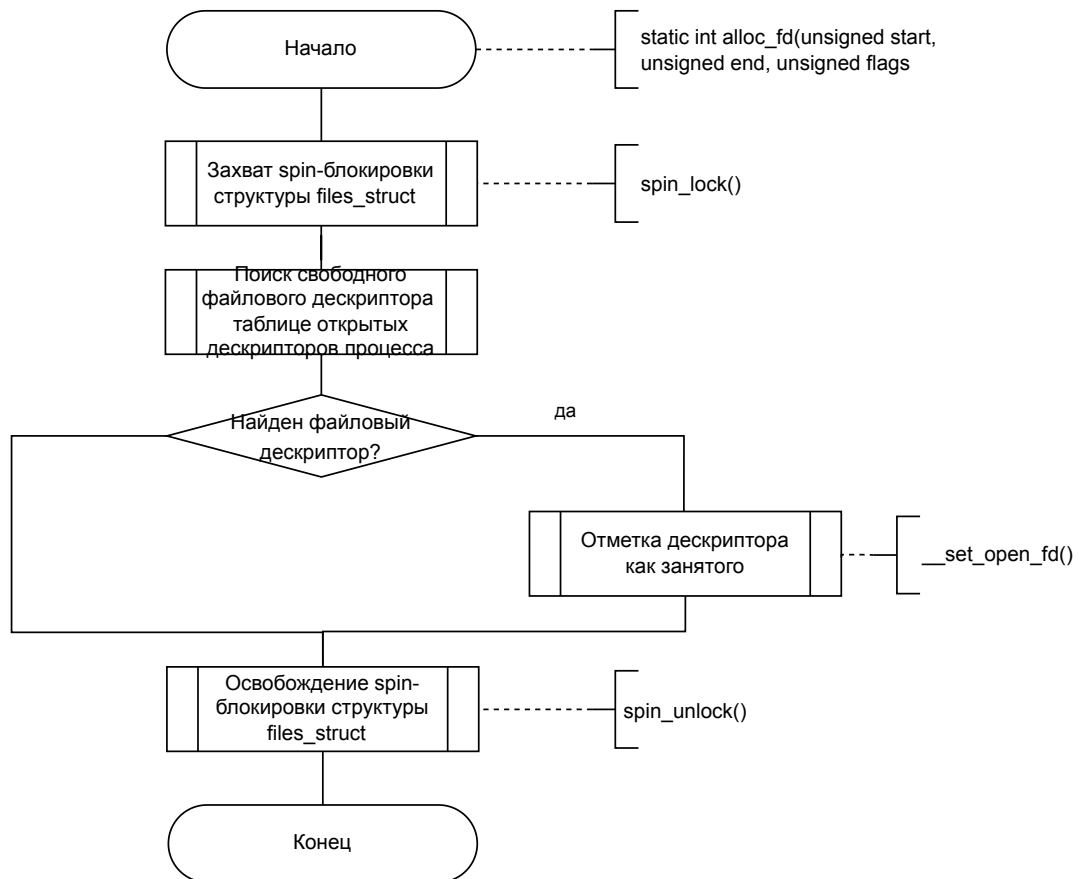 Начало
static int alloc_fd(unsigned start,
unsigned end, unsigned flags
Захват spin-блокировки
структуры files_struct
spin_lock()
Поиск свободного
файлового дескриптора
таблице открытых
дескрипторов процесса
Найден файловый
дескриптор?
да
Отметка дескриптора
как занятого
__set_open_fd()
Освобождение spin-
блокировки структуры
files_struct
spin_unlock()
Конец